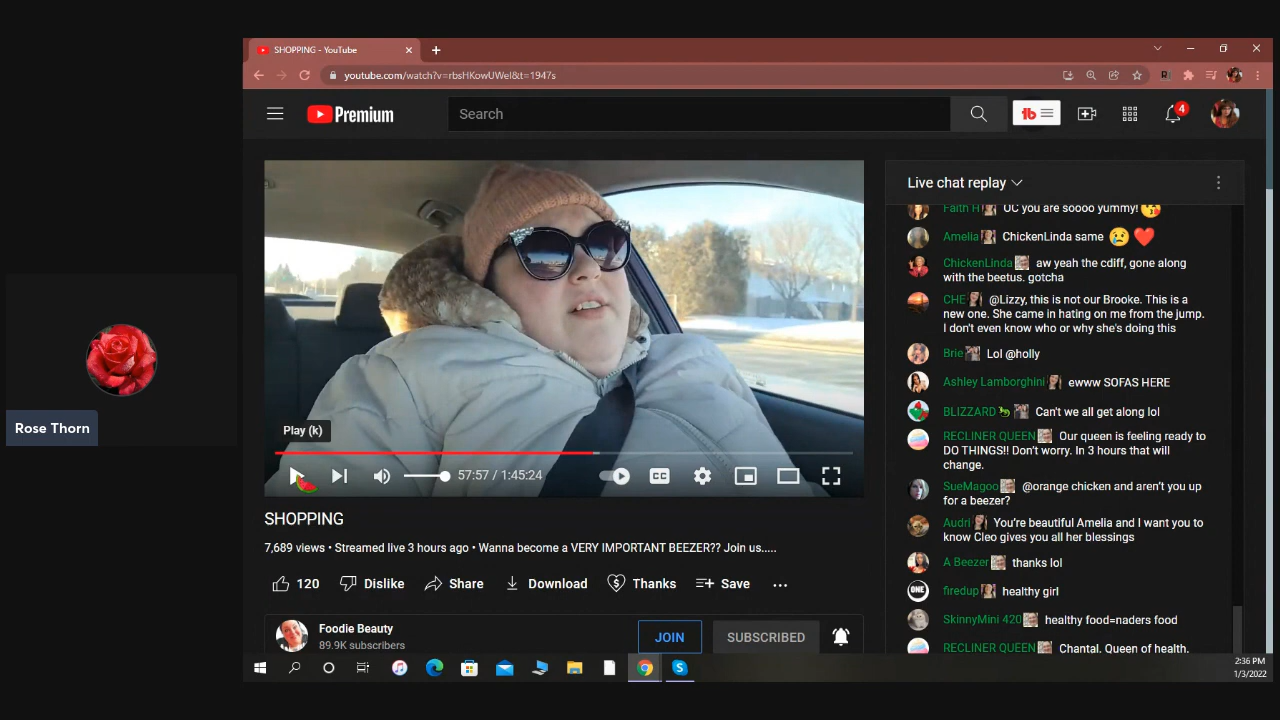 SHOPPING - YouTube
youtube.com/watch?v=rbsHKowUWeI&t=1947s
Premium
Search
4
Live chat replay
Faith H UC you are soooo yummy!
Amelia ChickenLinda same
ChickenLinda aw yeah the cdiff, gone along
with the beetus. gotcha
CHE @Lizzy, this is not our Brooke. This is a
new one. She came in hating on me from the jump.
I don't even know who or why she's doing this
Brie Lol @holly
Ashley Lamborghini ewww SOFAS HERE
BLIZZARD Can't we all get along lol
RECLINER QUEEN Our queen is feeling ready to
DO THINGS!! Don't worry. In 3 hours that will
change.
SueMagoo @orange chicken and aren't you up
for a beezer?
Audri You're beautiful Amelia and I want you to
know Cleo gives you all her blessings
A Beezer thanks lol
ONE
firedup healthy girl
SkinnyMini 420 healthy food=naders food
RECLINER QUEEN Chantal. Queen of health.
Rose Thorn
Play (k)
57:57 / 1:45:24
CC
SHOPPING
7,689 views • Streamed live 3 hours ago • Wanna become a VERY IMPORTANT BEEZER?? Join us.....
120 Dislike Share Download Thanks Save
Foodie Beauty
89.9K subscribers
JOIN
SUBSCRIBED
2:36 PM
1/3/2022